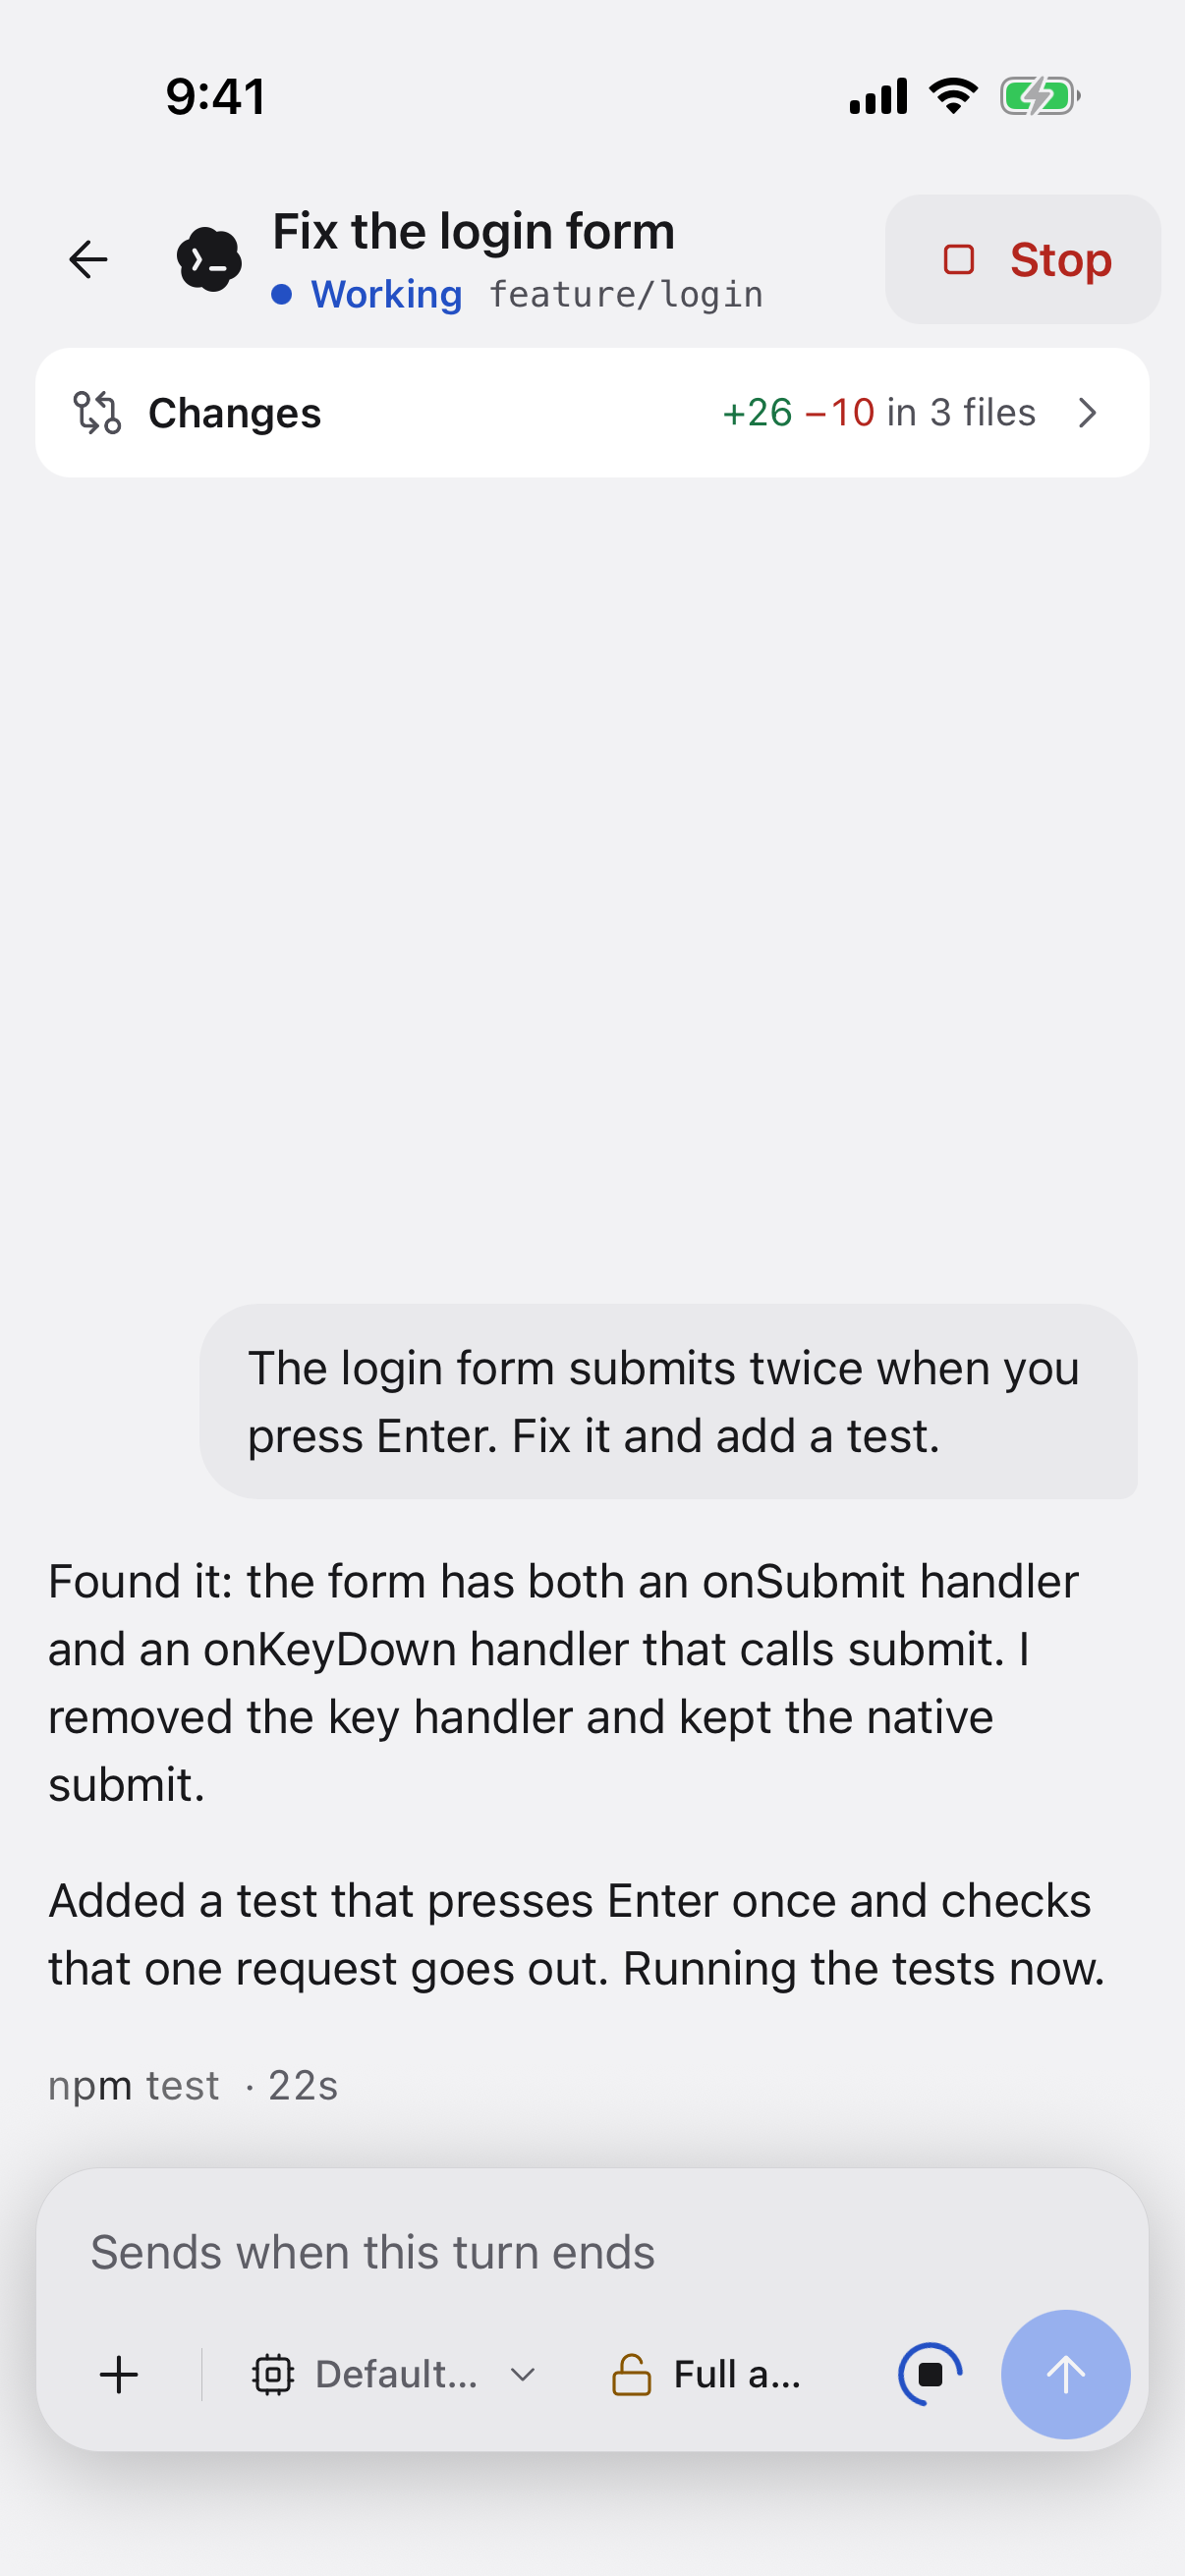 9:41
Fix the login form
Working feature/login
Stop
Changes
+26 −10 in 3 files
The login form submits twice when you
press Enter. Fix it and add a test.
Found it: the form has both an onSubmit handler
and an onKeyDown handler that calls submit. I
removed the key handler and kept the native
submit.
Added a test that presses Enter once and checks
that one request goes out. Running the tests now.
npm test · 22s
Sends when this turn ends
Default...
Full a...